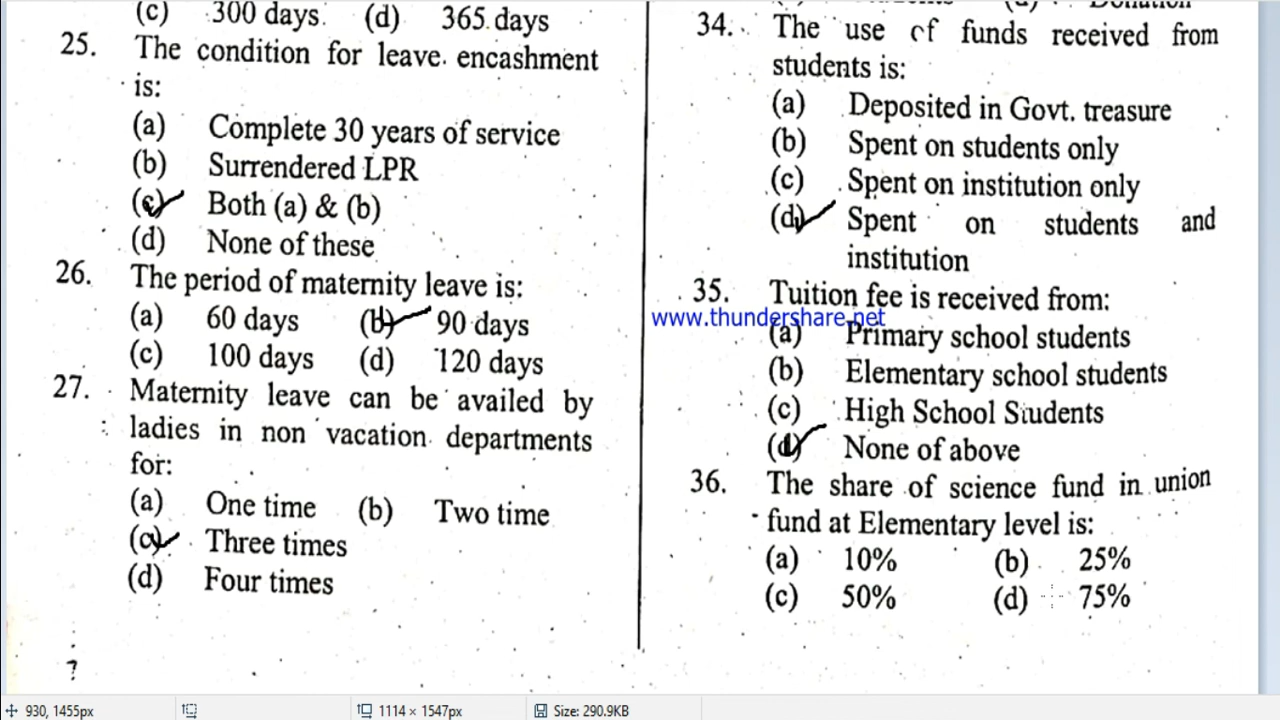 (c) 300 days. (d) 365 days
25. The condition for leave encashment
is:
(a) Complete 30 years of service
(b) Surrendered LPR
(c) Both (a) & (b)
(d) None of these
26. The period of maternity leave is:
(a) 60 days (b) 90 days
(c) 100 days (d) 120 days
27. Maternity leave can be availed by
ladies in non vacation departments
for:
(a) One time (b) Two time
(c) Three times
(d) Four times
?
34. The use of funds received from
students is:
(a) Deposited in Govt. treasure
(b) Spent on students only
(c) Spent on institution only
(d) Spent on students and
institution
35. Tuition fee is received from:
www.thundershare.net
(a) Primary school students
(b) Elementary school students
(c) High School Students
(d) None of above
36. The share of science fund in union
fund at Elementary level is:
(a) 10% (b) 25%
(c) 50% (d) 75%
930, 1455px 1114 × 1547px Size: 290.9KB